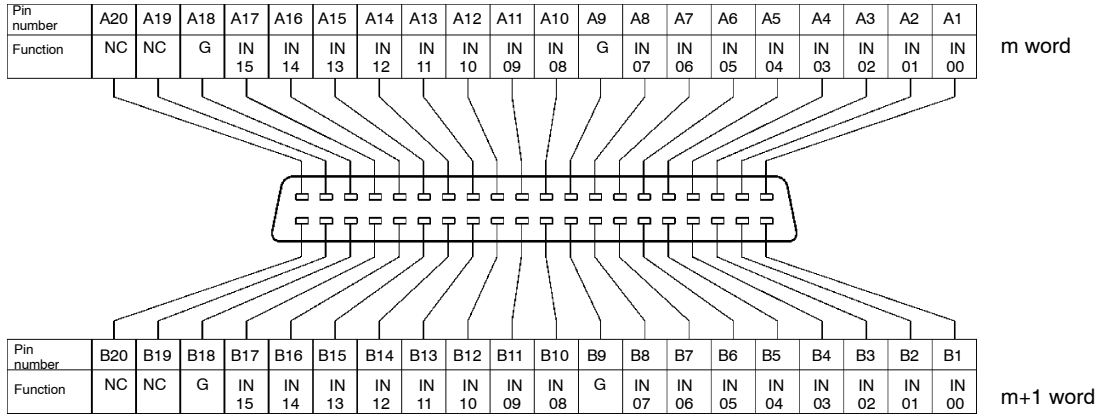 Pin number A20 A19 A18 A17 A16 A15 A14 A13 A12 A11 A10 A9 A8 A7 A6 A5 A4 A3 A2 A1
Function NC NC G IN 15 IN 14 IN 13 IN 12 IN 11 IN 10 IN 09 IN 08 G IN 07 IN 06 IN 05 IN 04 IN 03 IN 02 IN 01 IN 00
m word
Pin number B20 B19 B18 B17 B16 B15 B14 B13 B12 B11 B10 B9 B8 B7 B6 B5 B4 B3 B2 B1
Function NC NC G IN 15 IN 14 IN 13 IN 12 IN 11 IN 10 IN 09 IN 08 G IN 07 IN 06 IN 05 IN 04 IN 03 IN 02 IN 01 IN 00
m+1 word